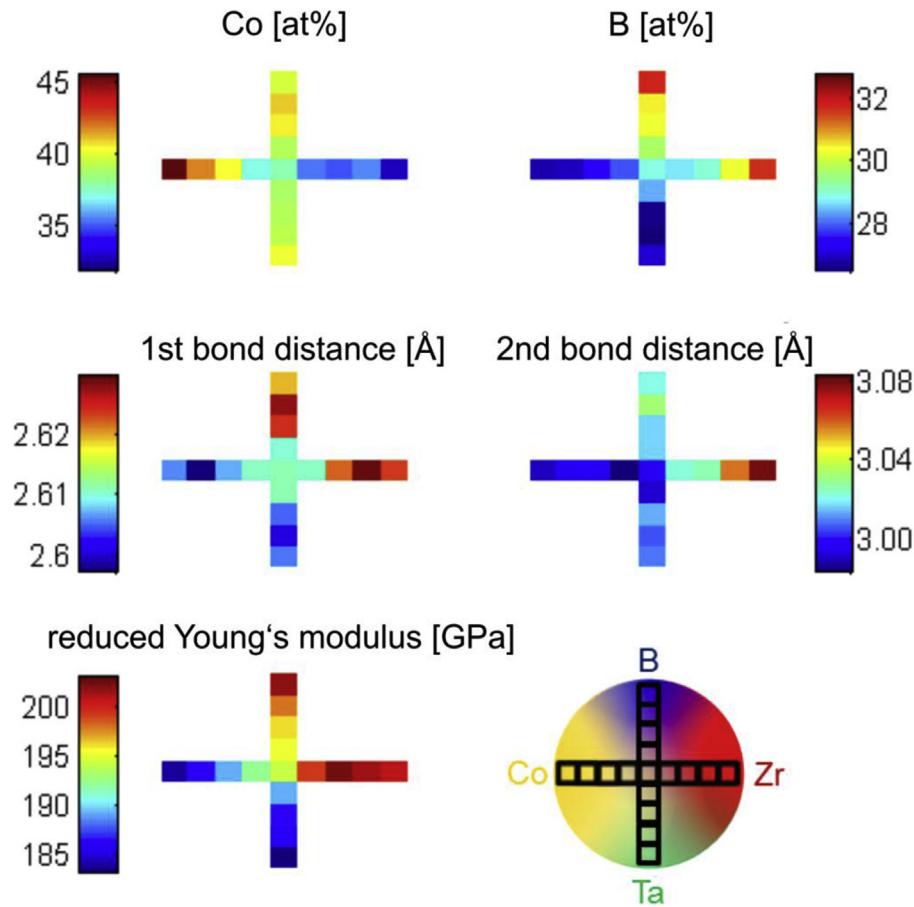 Co [at%]
B [at%]
45
40
35
32
30
28
1st bond distance [Å]
2nd bond distance [Å]
2.62
2.61
2.6
3.08
3.04
3.00
reduced Young‘s modulus [GPa]
200
195
190
185
B
Co
Zr
Ta